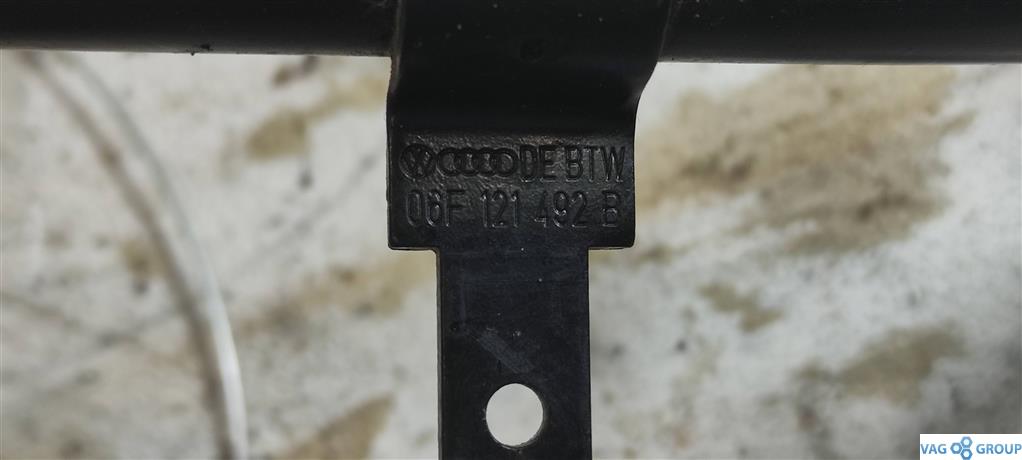 DE BTW
06F 121 492 B
VAG GROUP